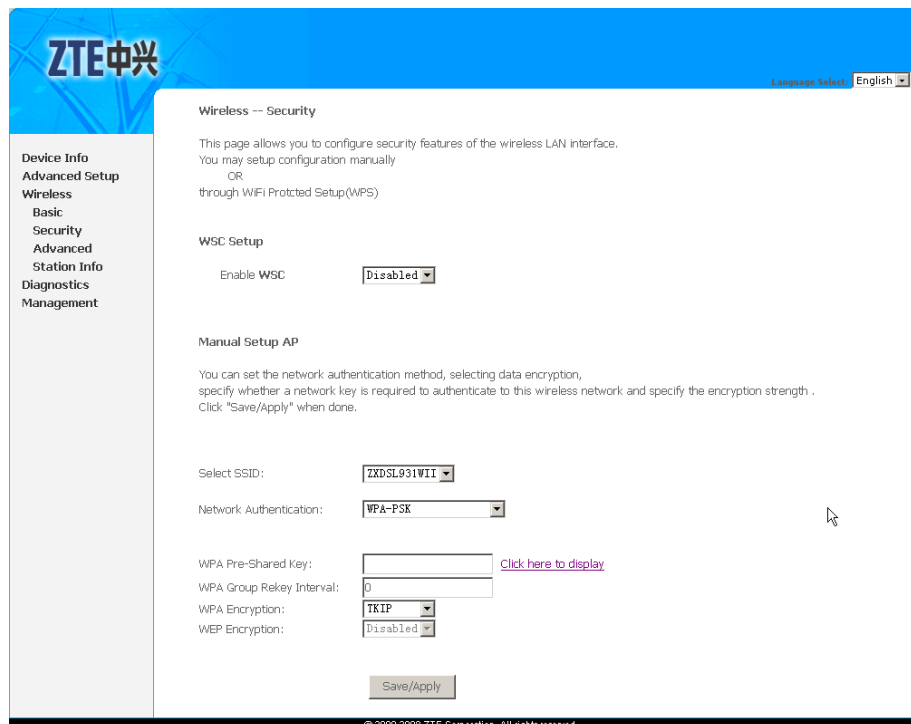 ZTE中兴
Language Select: English
Wireless -- Security
This page allows you to configure security features of the wireless LAN interface.
You may setup configuration manually
OR
through WiFi Protcted Setup(WPS)
Device Info
Advanced Setup
Wireless
Basic
Security
Advanced
Station Info
Diagnostics
Management
WSC Setup
Enable WSC Disabled
Manual Setup AP
You can set the network authentication method, selecting data encryption,
specify whether a network key is required to authenticate to this wireless network and specify the encryption strength .
Click "Save/Apply" when done.
Select SSID: ZXDSL931WII
Network Authentication: WPA-PSK
WPA Pre-Shared Key: Click here to display
WPA Group Rekey Interval: 0
WPA Encryption: TKIP
WEP Encryption: Disabled
Save/Apply
ZTE Corporation. All rights reserved